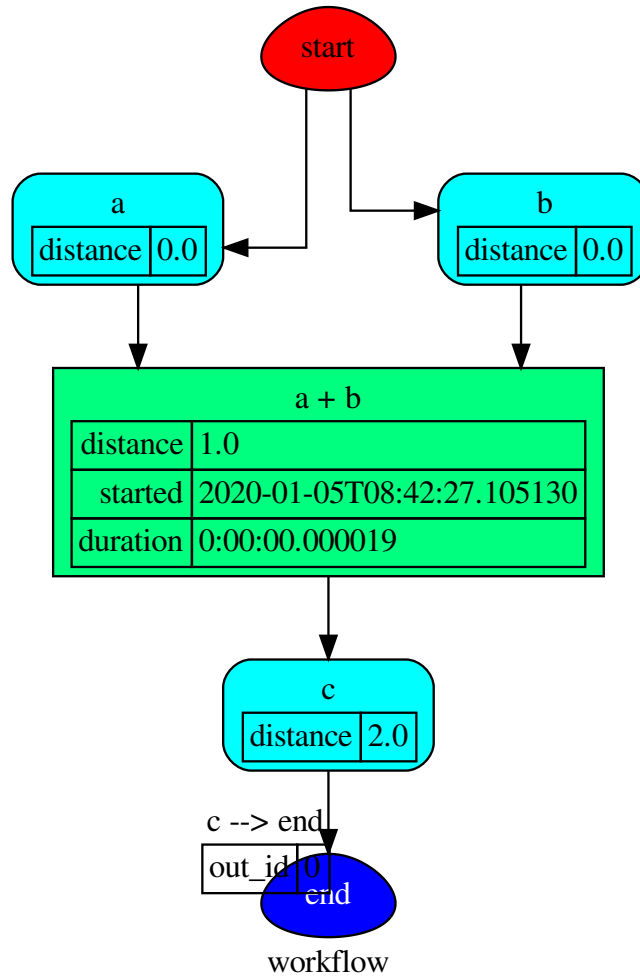 start
a
distance 0.0
b
distance 0.0
a + b
distance 1.0
started 2020-01-05T08:42:27.105130
duration 0:00:00.000019
c
distance 2.0
c --> end
out_id 0
end
workflow